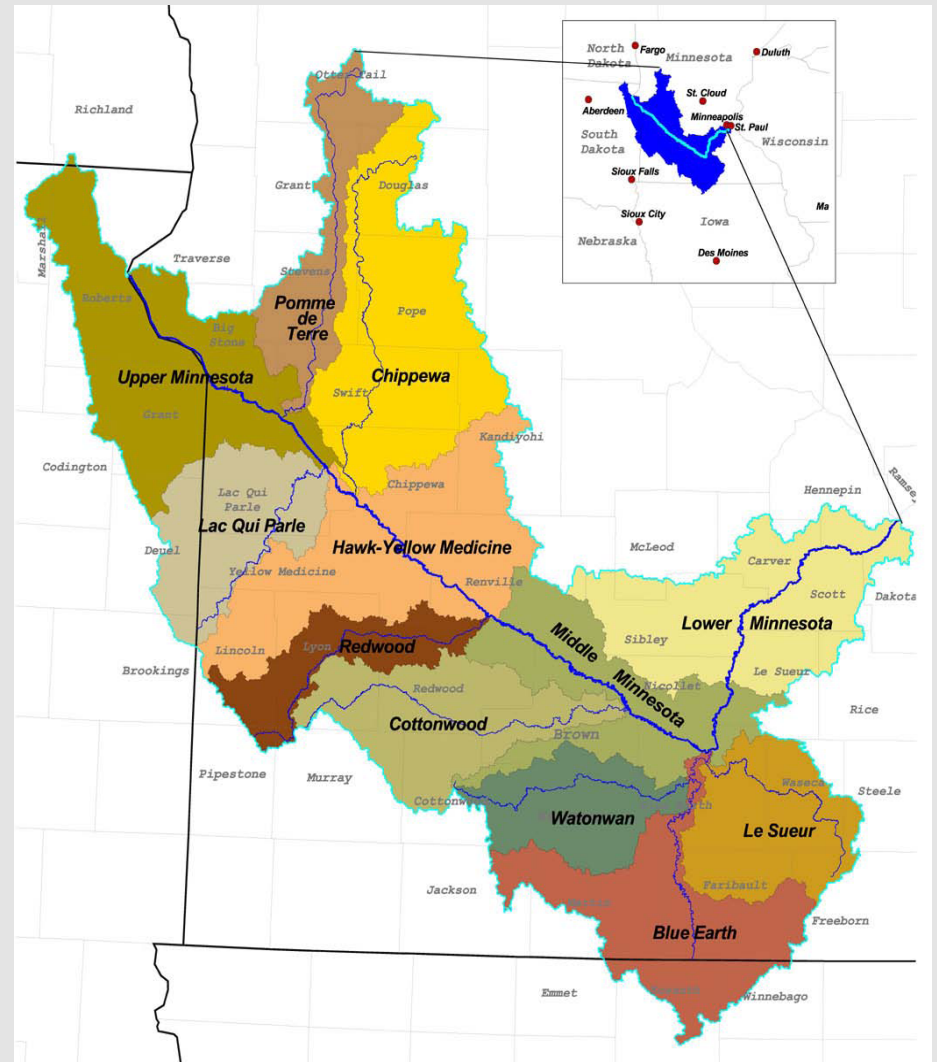 North
Dakota
Fargo
Minnesota
Duluth
Aberdeen
St. Cloud
Minneapolis
St. Paul
South
Dakota
Wisconsin
Sioux Falls
Sioux City
Iowa
Ma
Nebraska
Des Moines
Otter Tail
Richland
Grant
Douglas
Marshall
Traverse
Stevens
Roberts
Pomme
de
Terre
Pope
Big
Stone
Upper Minnesota
Chippewa
Swift
Grant
Kandiyohi
Codington
Chippewa
Lac Qui
Parle
Hennepin
Ramsey
Lac Qui Parle
Deuel
Hawk-Yellow Medicine
McLeod
Carver
Yellow Medicine
Renville
Scott
Dakota
Lower Minnesota
Sibley
Middle
Minnesota
Lyon
Redwood
Lincoln
Brookings
Le Sueur
Redwood
Nicollet
Rice
Cottonwood
Brown
Pipestone
Murray
Waseca
Steele
Watonwan
Le Sueur
Faribault
Jackson
Freeborn
Blue Earth
Emmet
Winnebago